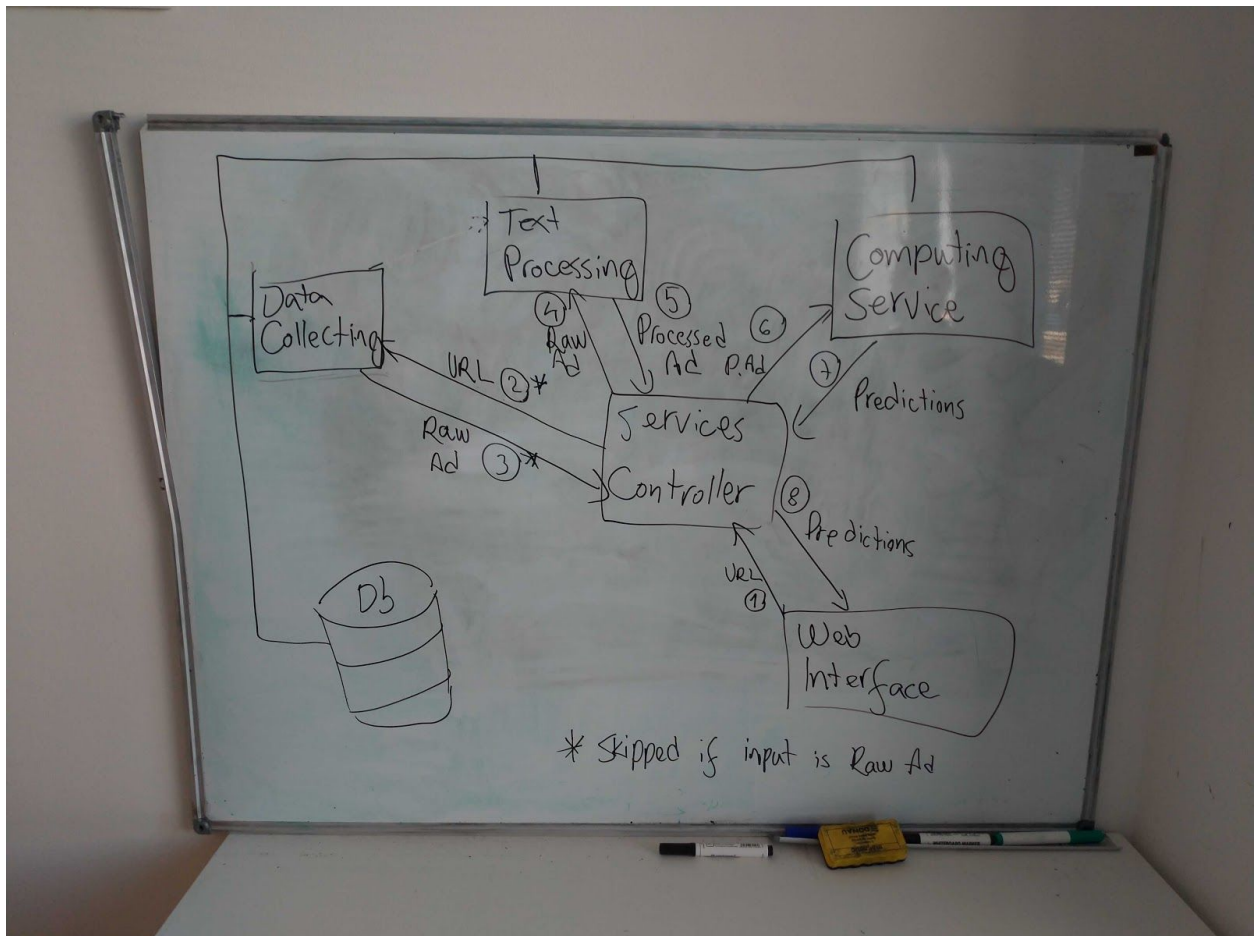 Text
Processing
Computing
Service
Data
Collecting
4
Raw
Ad
5
Processed
Ad
6
P.Ad
7
Predictions
URL 2*
Raw
Ad 3*
Services
Controller
8
Predictions
URL
1
Db
Web
Interface
* Skipped if input is Raw Ad